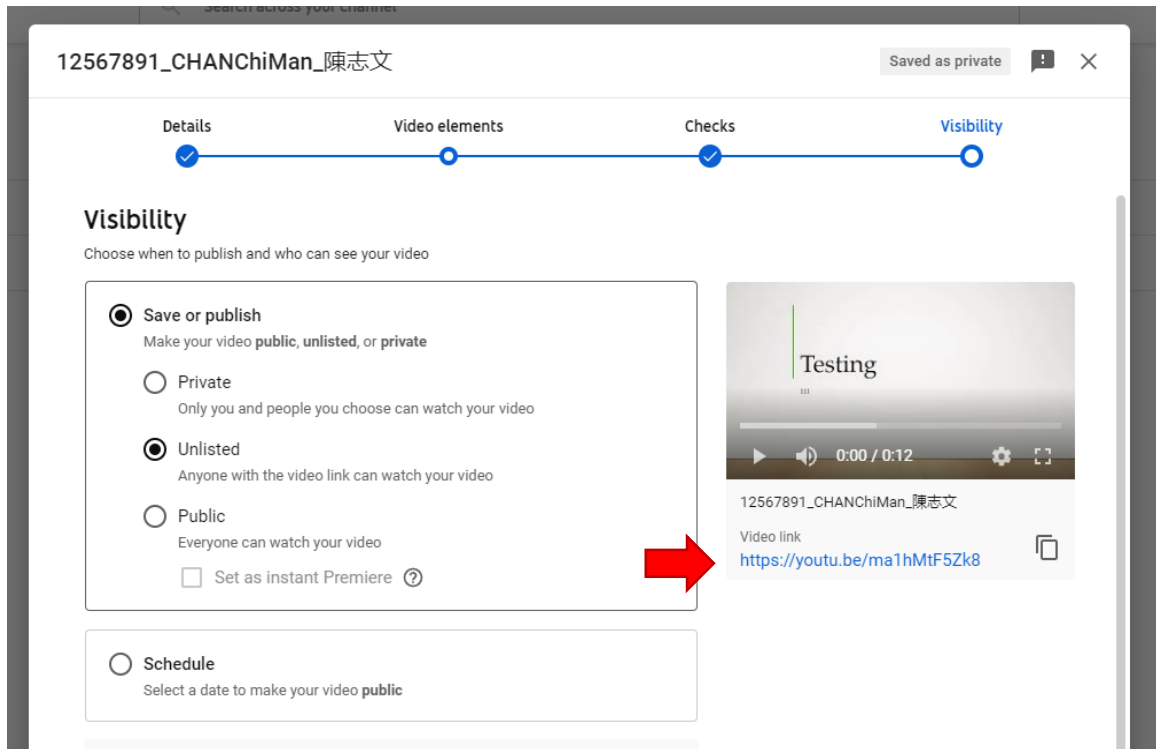 Search across your channel
12567891_CHANChiMan_陳志文
Saved as private
Details
Video elements
Checks
Visibility
Visibility
Choose when to publish and who can see your video
Save or publish
Make your video public, unlisted, or private
Private
Only you and people you choose can watch your video
Unlisted
Anyone with the video link can watch your video
Public
Everyone can watch your video
Set as instant Premiere
Schedule
Select a date to make your video public
Testing
0:00 / 0:12
12567891_CHANChiMan_陳志文
Video link
https://youtu.be/ma1hMtF5Zk8